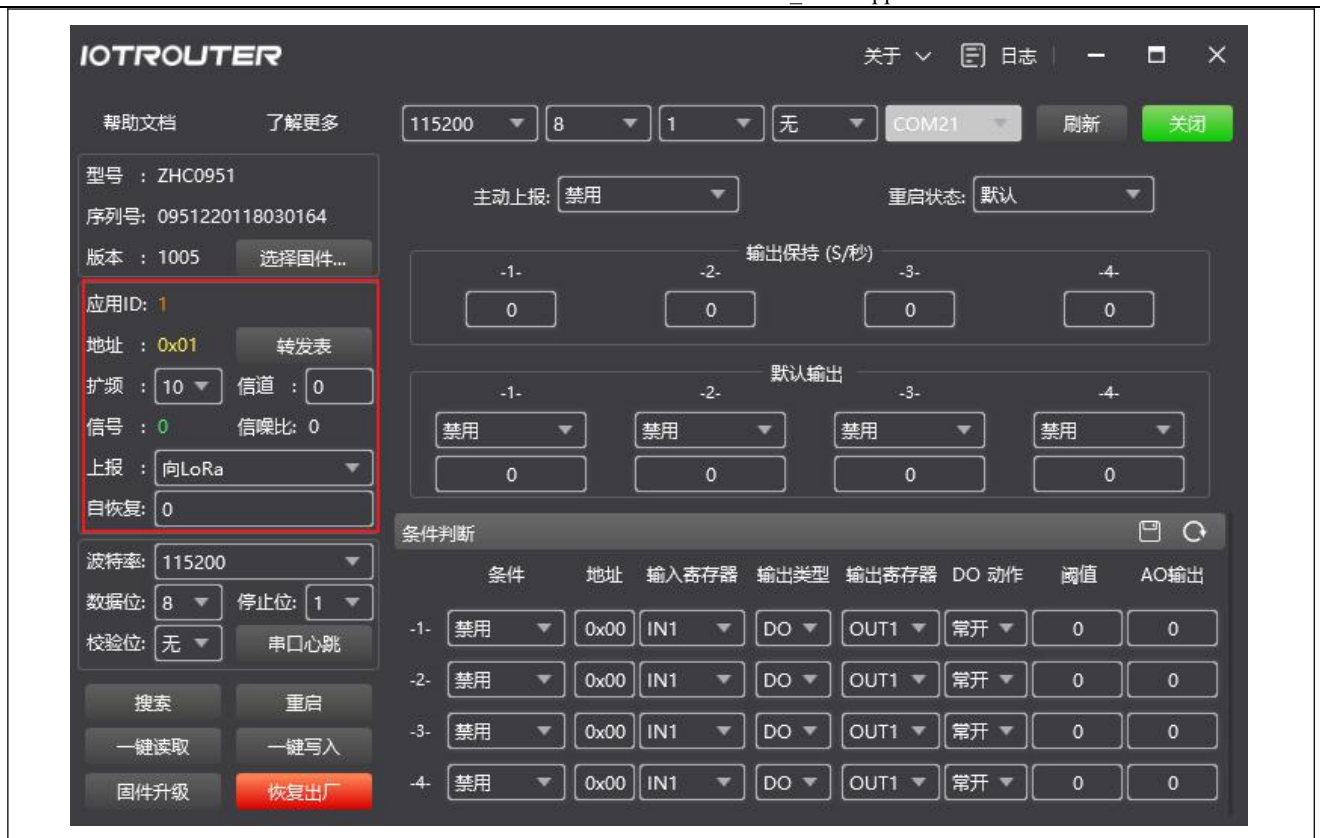 IOTROUTER 关于 日志
帮助文档 了解更多 115200 8 1 无 COM21 刷新 关闭
型号 : ZHC0951
序列号: 0951220118030164
版本 : 1005 选择固件...
应用ID: 1
地址 : 0x01 转发表
扩频 : 10 信道 : 0
信号 : 0 信噪比: 0
上报 : 向LoRa
自恢复: 0
波特率: 115200
数据位: 8 停止位: 1
校验位: 无 串口心跳
搜索 重启
一键读取 一键写入
固件升级 恢复出厂
主动上报: 禁用 重启状态: 默认
输出保持 (S/秒)
-1- -2- -3- -4-
0 0 0 0
默认输出
-1- -2- -3- -4-
禁用 禁用 禁用 禁用
0 0 0 0
条件判断
条件 地址 输入寄存器 输出类型 输出寄存器 DO 动作 阈值 AO输出
-1- 禁用 0x00 IN1 DO OUT1 常开 0 0
-2- 禁用 0x00 IN1 DO OUT1 常开 0 0
-3- 禁用 0x00 IN1 DO OUT1 常开 0 0
-4- 禁用 0x00 IN1 DO OUT1 常开 0 0